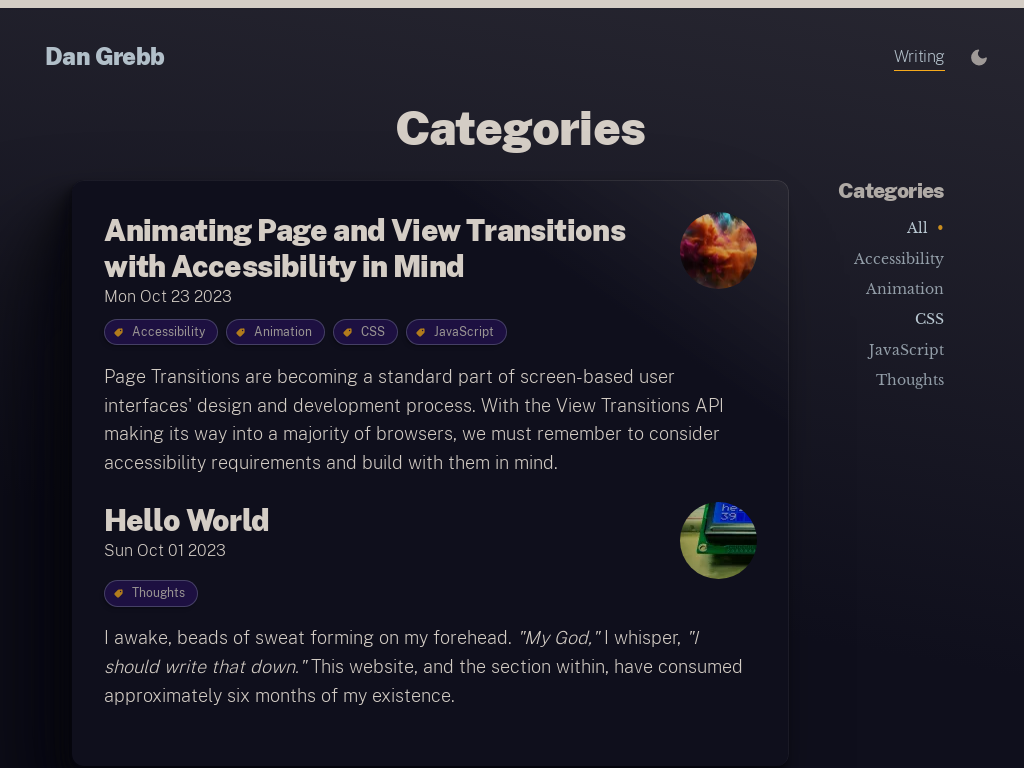 Dan Grebb
Writing
Categories
Animating Page and View Transitions
with Accessibility in Mind
Mon Oct 23 2023
Accessibility
Animation
CSS
JavaScript
Page Transitions are becoming a standard part of screen-based user
interfaces' design and development process. With the View Transitions API
making its way into a majority of browsers, we must remember to consider
accessibility requirements and build with them in mind.
Hello World
Sun Oct 01 2023
Thoughts
I awake, beads of sweat forming on my forehead. "My God," I whisper, "I
should write that down." This website, and the section within, have consumed
approximately six months of my existence.
Categories
All •
Accessibility
Animation
CSS
JavaScript
Thoughts